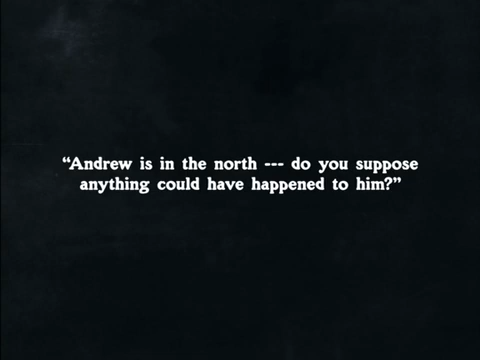 “Andrew is in the north --- do you suppose
anything could have happened to him?”